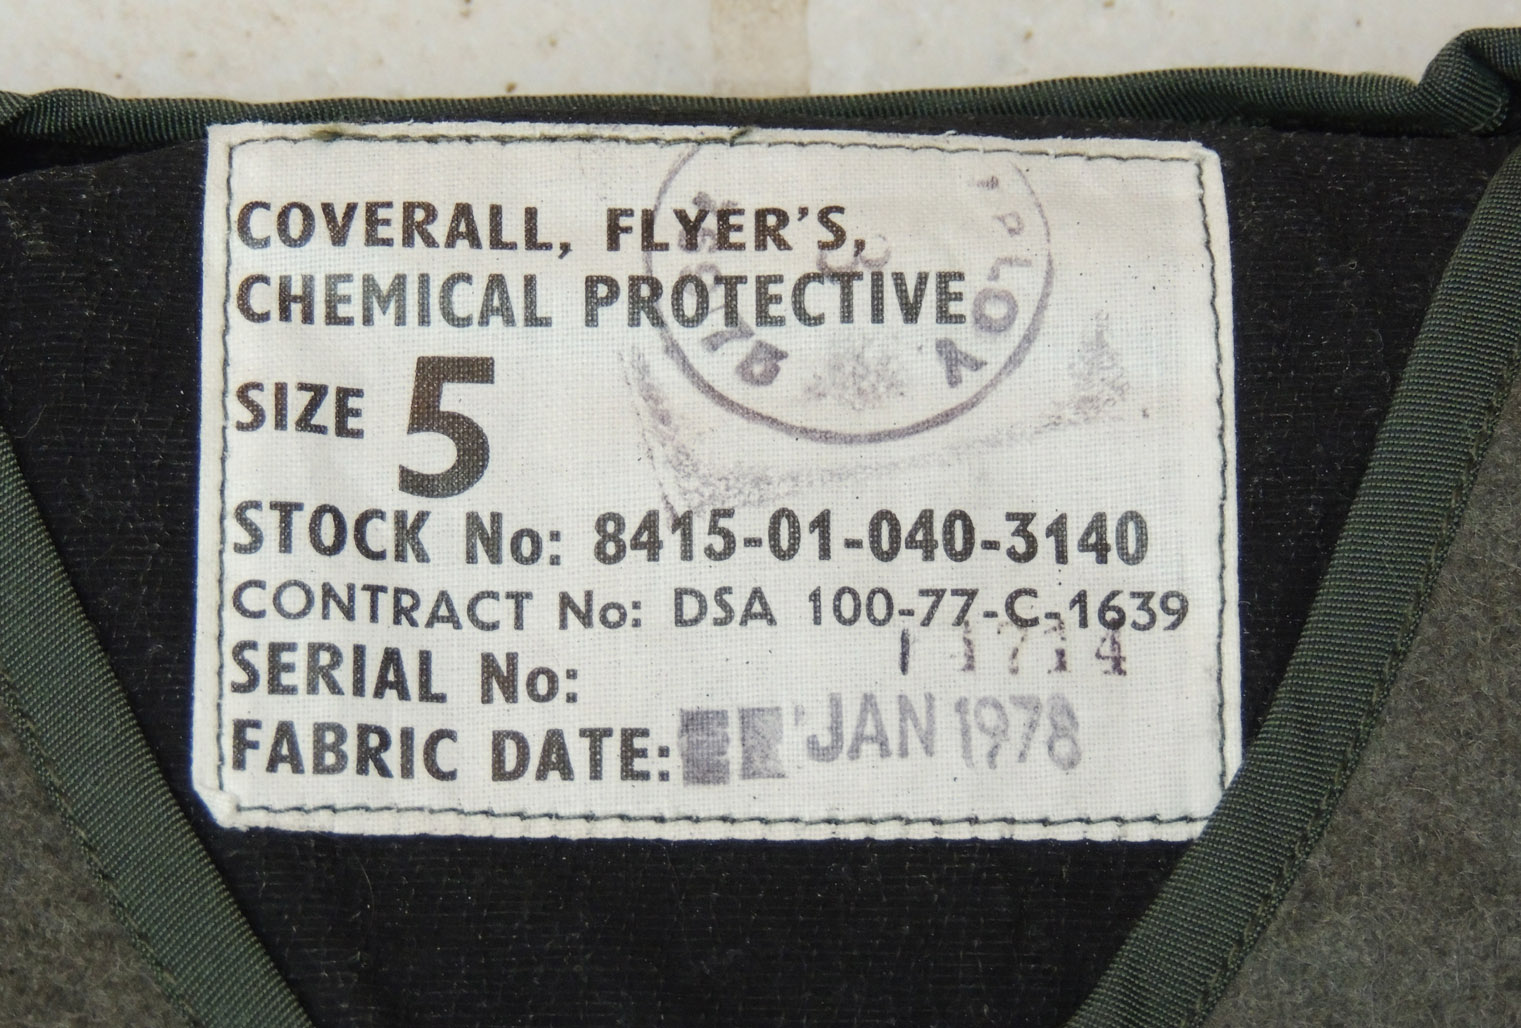 COVERALL, FLYER'S,
CHEMICAL PROTECTIVE
SIZE 5
STOCK No: 8415-01-040-3140
CONTRACT No: DSA 100-77-C-1639
SERIAL No:
FABRIC DATE: JAN 1978